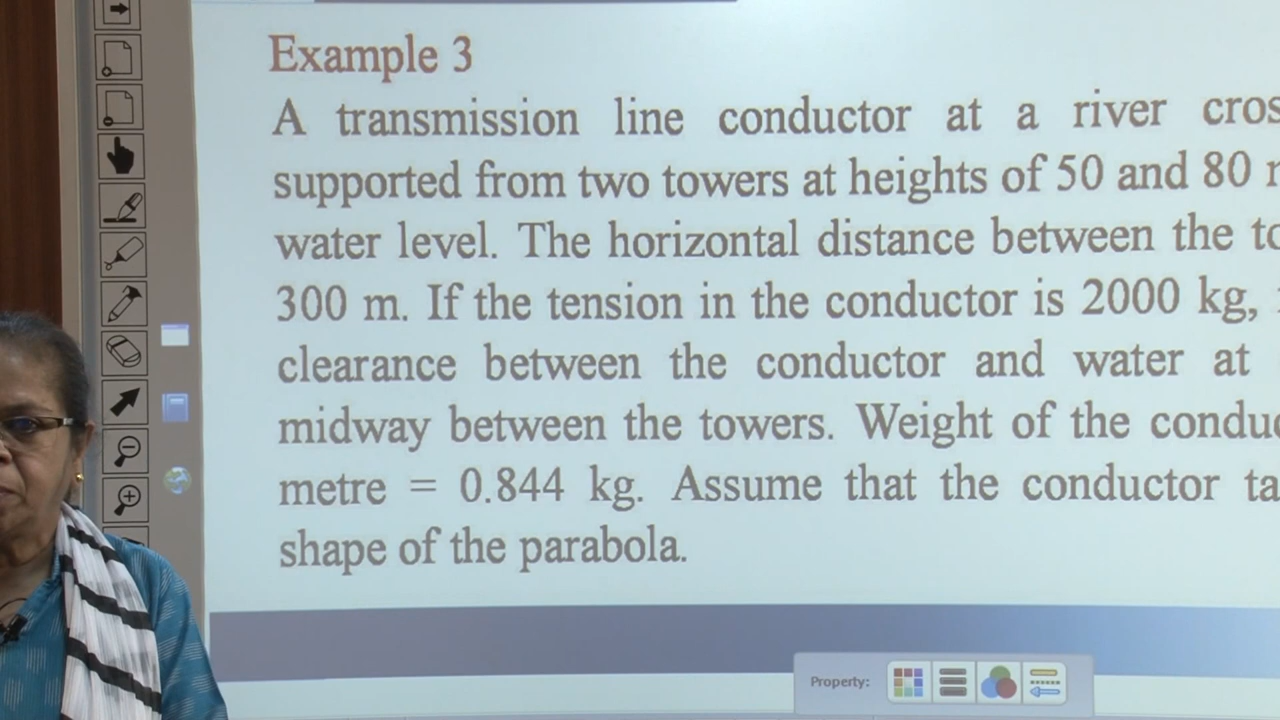 Example 3
A transmission line conductor at a river
supported from two towers at heights of 50 and 80
water level. The horizontal distance between the
300 m. If the tension in the conductor is 2000 kg,
clearance between the conductor and water at
midway between the towers. Weight of the
metre = 0.844 kg. Assume that the conductor
shape of the parabola.
Property: